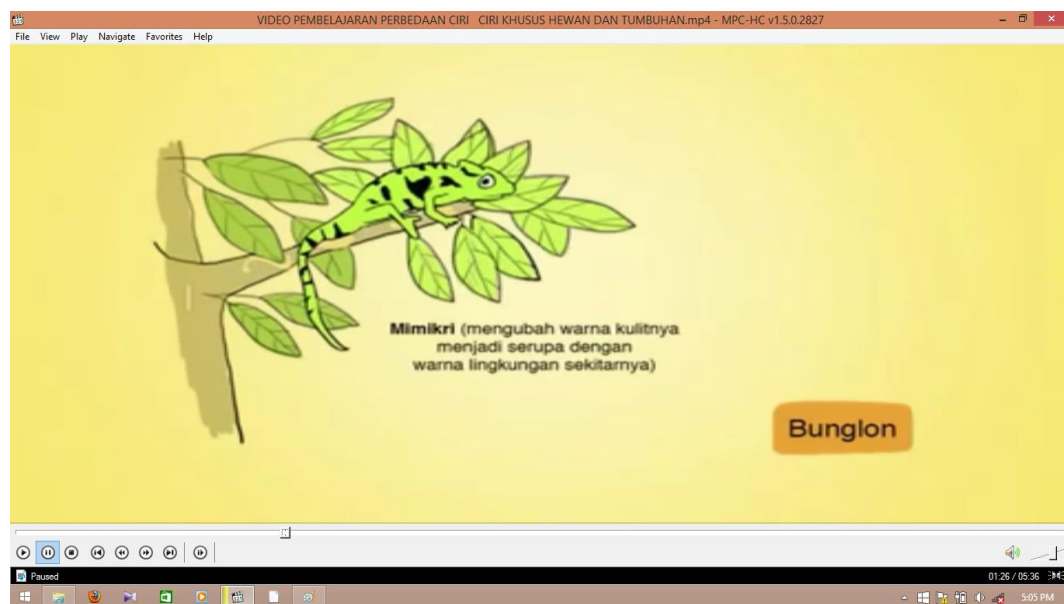 VIDEO PEMBELAJARAN PERBEDAAN CIRI CIRI KHUSUS HEWAN DAN TUMBUHAN.mp4 - MPC-HC v1.5.0.2827
File View Play Navigate Favorites Help
Mimikri (mengubah warna kulitnya
menjadi serupa dengan
warna lingkungan sekitarnya)
Bunglon
Paused
01:26 / 05:36
5:05 PM